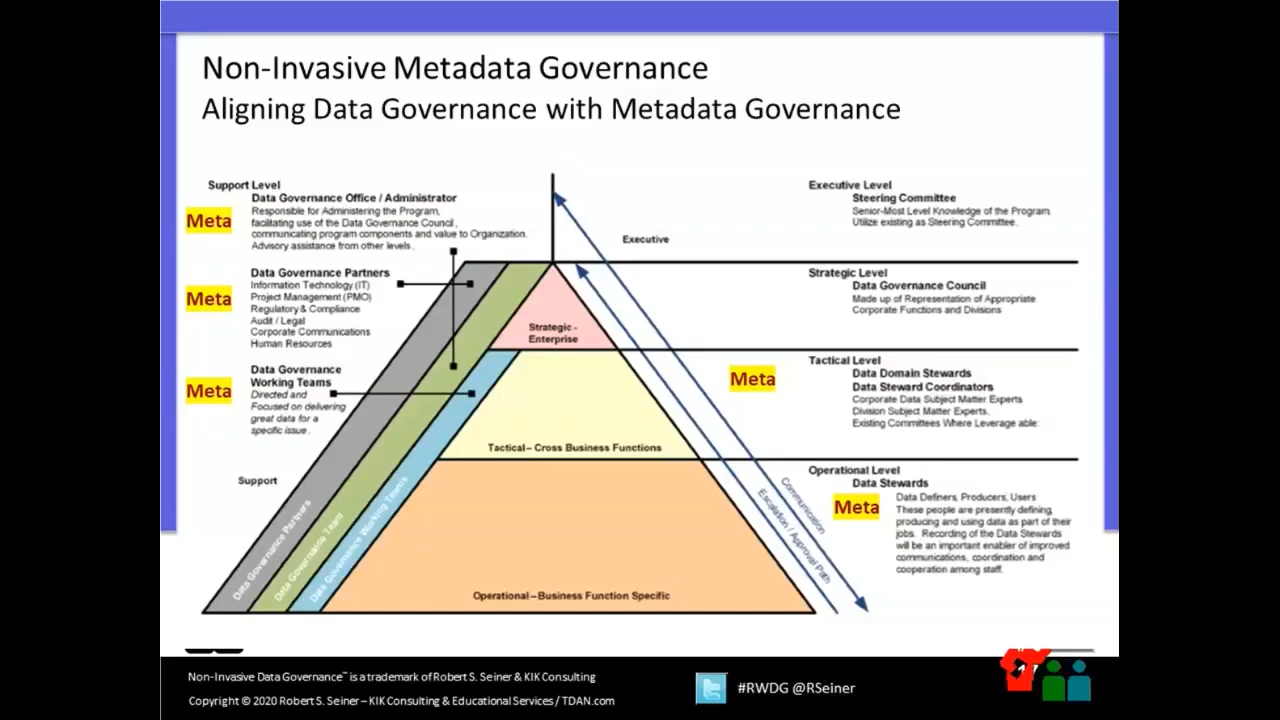 Non-Invasive Metadata Governance
Aligning Data Governance with Metadata Governance
Support Level
Data Governance Office / Administrator
Meta
Responsible for Administering the Program,
facilitating use of the Data Governance Council,
communicating program components and value to Organization.
Advisory assistance from other levels.
Data Governance Partners
Meta
Information Technology (IT)
Project Management (PMO)
Regulatory & Compliance
Audit / Legal
Corporate Communications
Human Resources
Data Governance
Working Teams
Meta
Directed and
Focused on delivering
great data for a
specific issue.
Support
Data Governance Partners
Data Governance Team
Data Governance Working Teams
Executive
Strategic -
Enterprise
Tactical – Cross Business Functions
Operational – Business Function Specific
Communication
Escalation / Approval Path
Executive Level
Steering Committee
Senior-Most Level Knowledge of the Program.
Utilize existing as Steering Committee.
Strategic Level
Data Governance Council
Made up of Representation of Appropriate
Corporate Functions and Divisions
Tactical Level
Meta
Data Domain Stewards
Data Steward Coordinators
Corporate Data Subject Matter Experts
Division Subject Matter Experts.
Existing Committees Where Leverage able:
Operational Level
Data Stewards
Meta
Data Definers, Producers, Users
These people are presently defining,
producing and using data as part of their
jobs. Recording of the Data Stewards
will be an important enabler of improved
communications, coordination and
cooperation among staff.
Non-Invasive Data Governance™ is a trademark of Robert S. Seiner & KIK Consulting
Copyright © 2020 Robert S. Seiner – KIK Consulting & Educational Services / TDAN.com
#RWDG @RSeiner